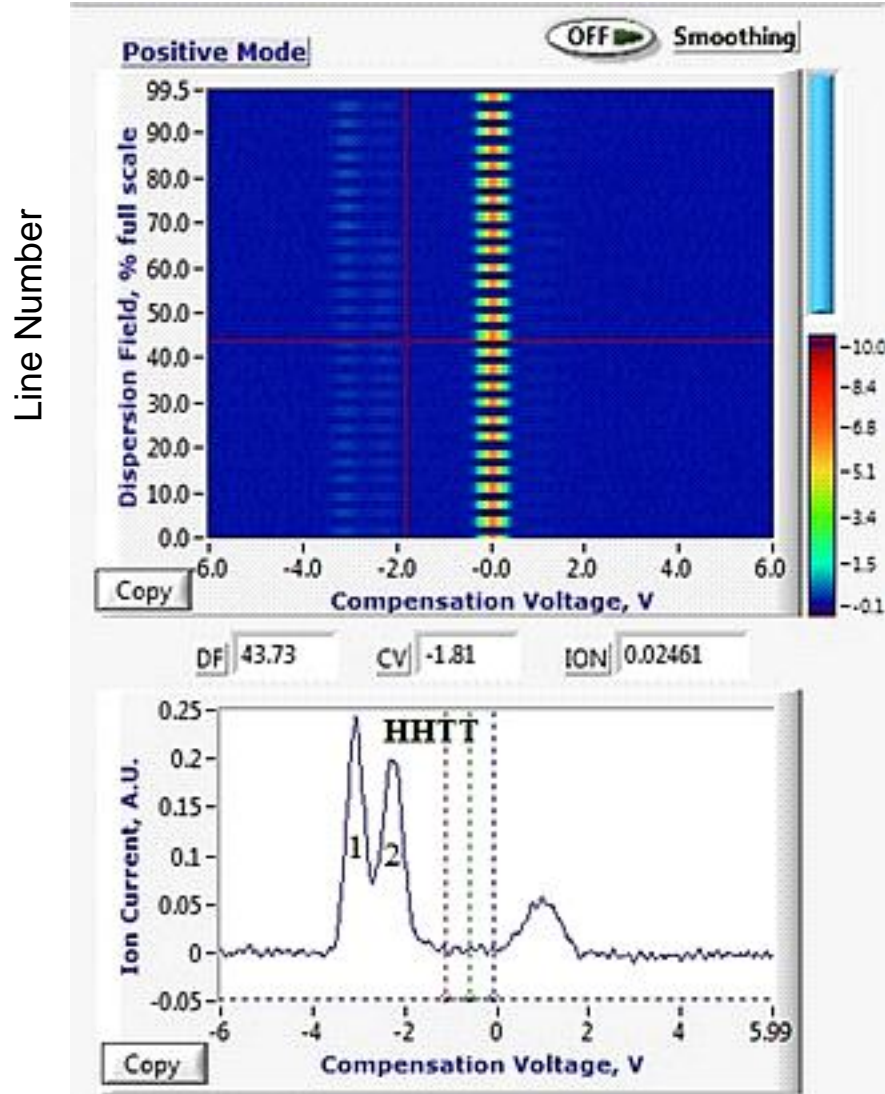 OFF Smoothing
Positive Mode
Line Number
Dispersion Field, % full scale
99.5
90.0
80.0
70.0
60.0
50.0
40.0
30.0
20.0
10.0
0.0
-10.0
-8.4
-6.8
-5.1
-3.4
-1.5
--0.1
6.0 -4.0 -2.0 -0.0 2.0 4.0 6.0
Copy
Compensation Voltage, V
DF 43.73 CV -1.81 ION 0.02461
Ion Current, A.U.
0.25
0.2
0.15
0.1
0.05
0
-0.05
HHTT
1 2
-6 -4 -2 0 2 4 5.99
Copy
Compensation Voltage, V